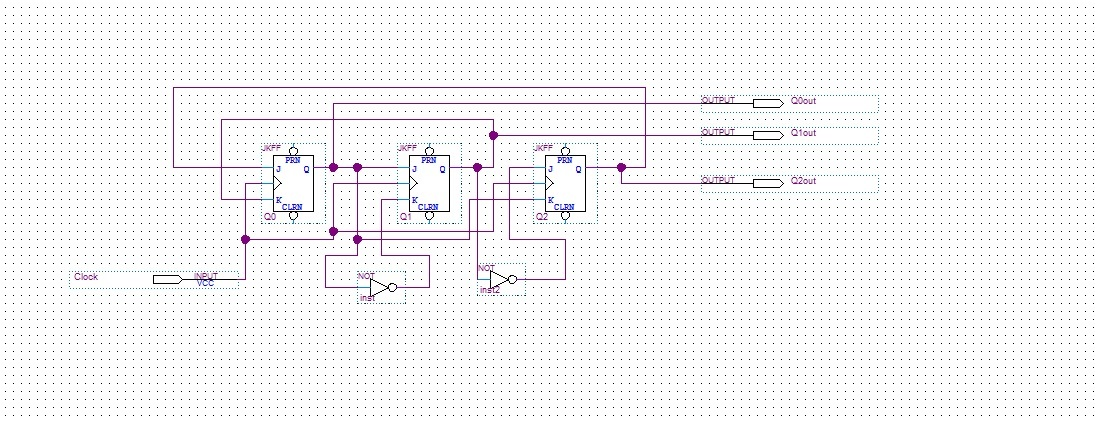 OUTPUT Q0out
OUTPUT Q1out
JKFF JKFF JKFF
PRN PRN PRN
J Q J Q J Q
OUTPUT Q2out
K K K
CLRN CLRN CLRN
Q0 Q1 Q2
NOT NOT
Clock INPUT
VCC
inst inst2